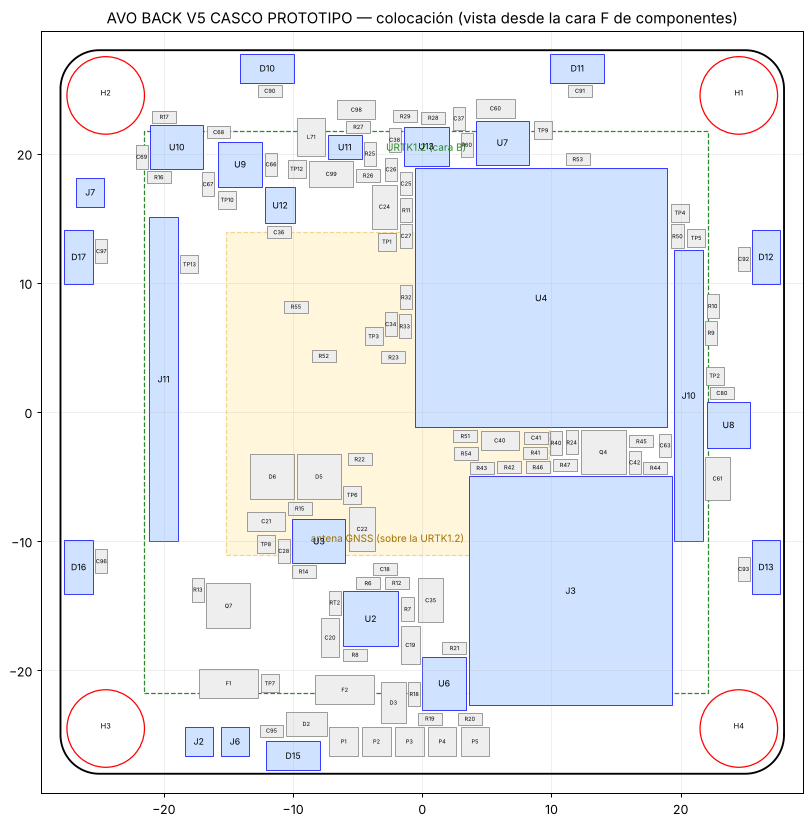 AVO BACK V5 CASCO PROTOTIPO — colocación (vista desde la cara F de componentes)
D10 D11
H2 C90 C91 H1
C98 C60
R17 R29 R28 C37
L71 R27 TP9
U10 C68 U11 C38 U13 R60 U7
20 URTK1.2 (cara B)
C69 U9 C66 R25 R53
R16 C67 TP12 C99 R26 C26 C25
J7 TP10 U12 C24 R11 TP4
C36 TP1 C27 R50 TP5
D17 C97 TP13 C92 D12
10 R55 R32 U4 R10
C34 R33 R9
TP3
R52 R23
J11 J10 TP2
0 C80
R51 C40 C41 R40 R24 R45 U8
R54 R41 Q4 C63
R22 R43 R42 R46 R47 C42 R44
D6 D5 C61
TP6
R15
C21 C22
−10 U3 antena GNSS (sobre la URTK1.2)
TP8 C28
D16 C96 R14 C18 C93 D13
R13 R6 R12 J3
Q7 RT2 U2 R7 C35
C20 C19
R8 R21
−20 F1 TP7 F2 R18 U6
D3
H3 D2 R19 R20 H4
J2 J6 C95 P1 P2 P3 P4 P5
D15
−20 −10 0 10 20